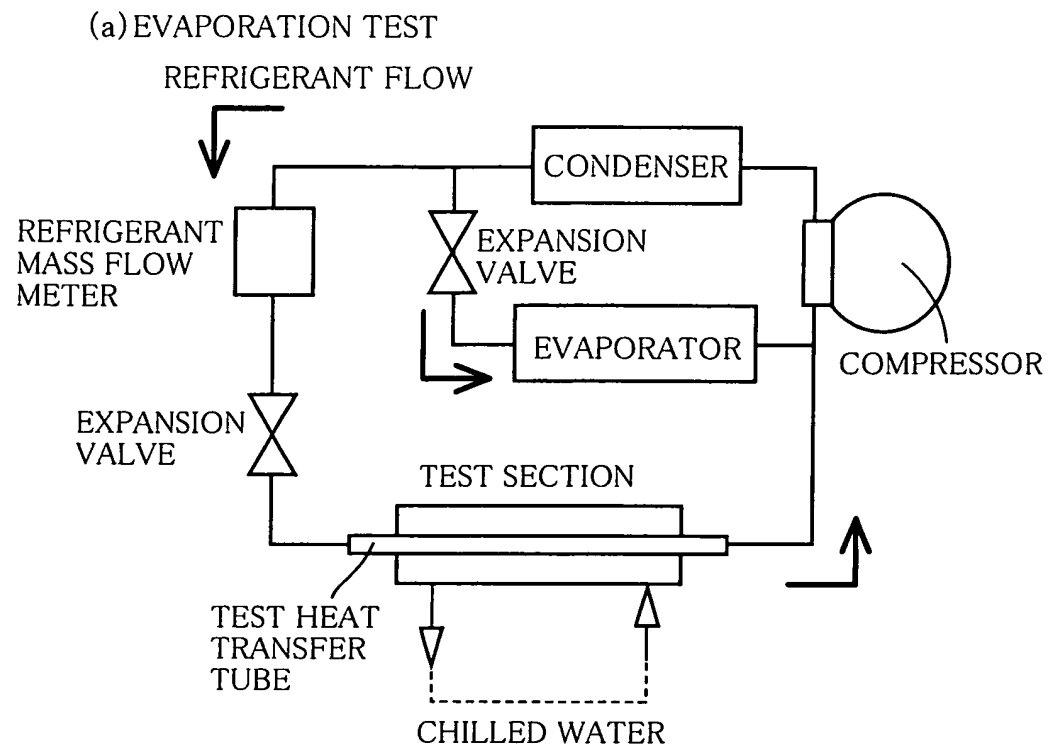 (a) EVAPORATION TEST
REFRIGERANT FLOW
CONDENSER
REFRIGERANT
MASS FLOW
METER
EXPANSION
VALVE
EVAPORATOR
COMPRESSOR
EXPANSION
VALVE
TEST SECTION
TEST HEAT
TRANSFER
TUBE
CHILLED WATER